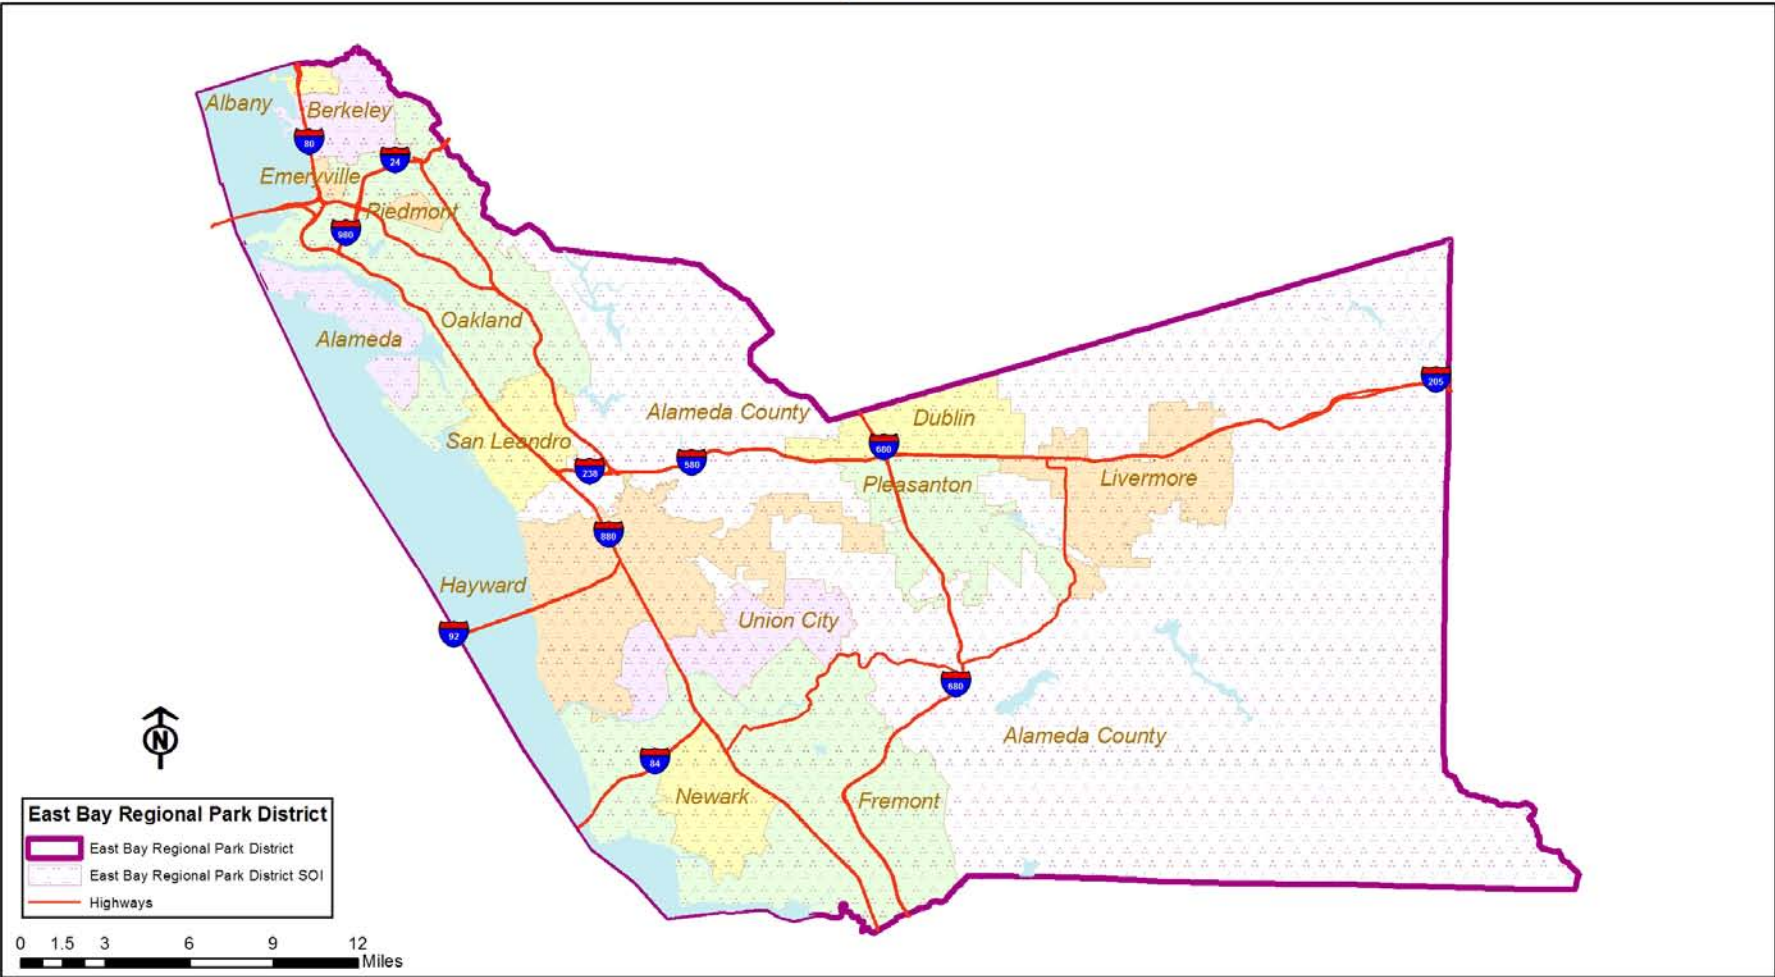 Albany
Berkeley
80
24
Emeryville
Piedmont
980
Oakland
Alameda
205
Alameda County
Dublin
San Leandro
680
580
238
Pleasanton
Livermore
880
Hayward
Union City
92
680
Alameda County
84
Newark
Fremont
N
East Bay Regional Park District
East Bay Regional Park District
East Bay Regional Park District SOI
Highways
0 1.5 3 6 9 12
Miles